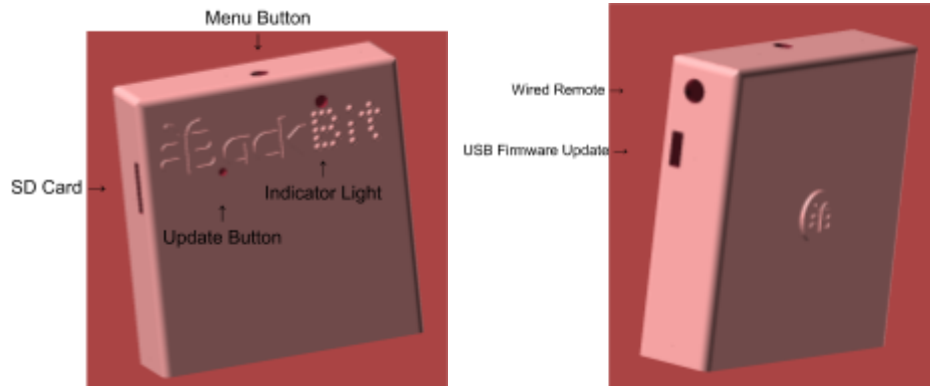 Menu Button
BackBit
SD Card →
Indicator Light
Update Button
Wired Remote →
USB Firmware Update →